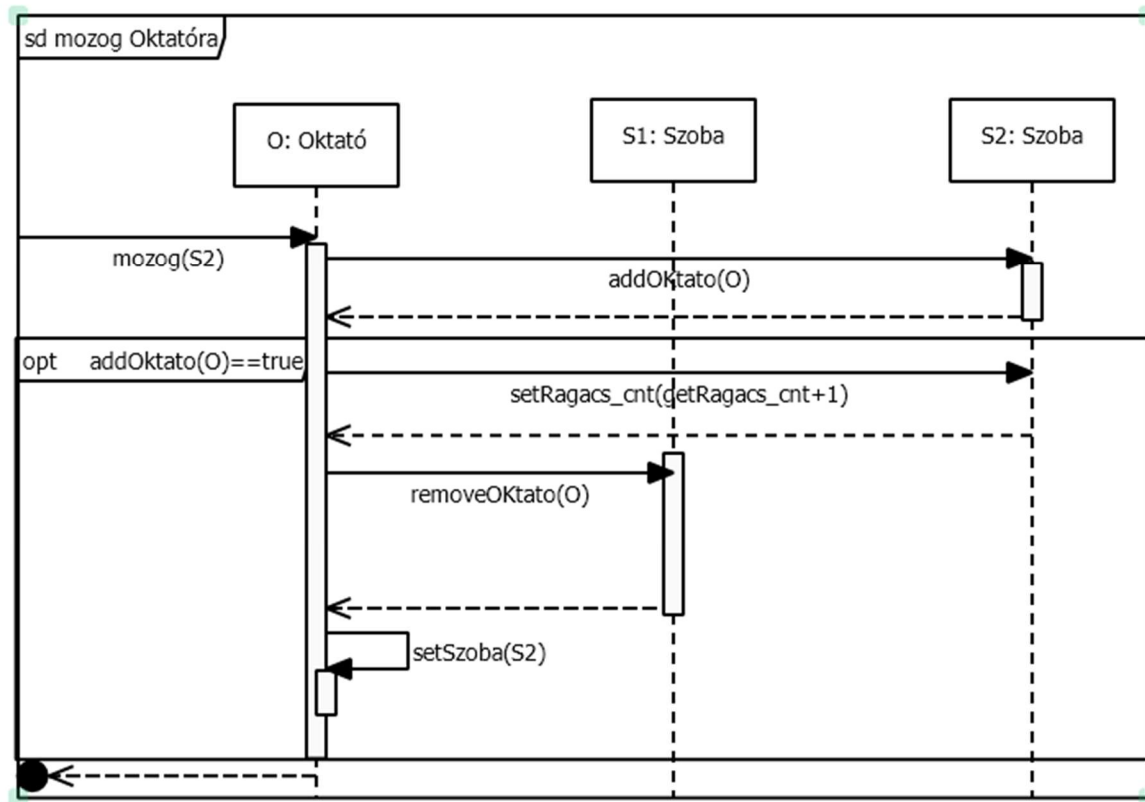 sd mozog Oktatóra
O: Oktató
S1: Szoba
S2: Szoba
mozog(S2)
addOKtato(O)
opt addOktato(O)==true
setRagacs_cnt(getRagacs_cnt+1)
removeOKtato(O)
setSzoba(S2)